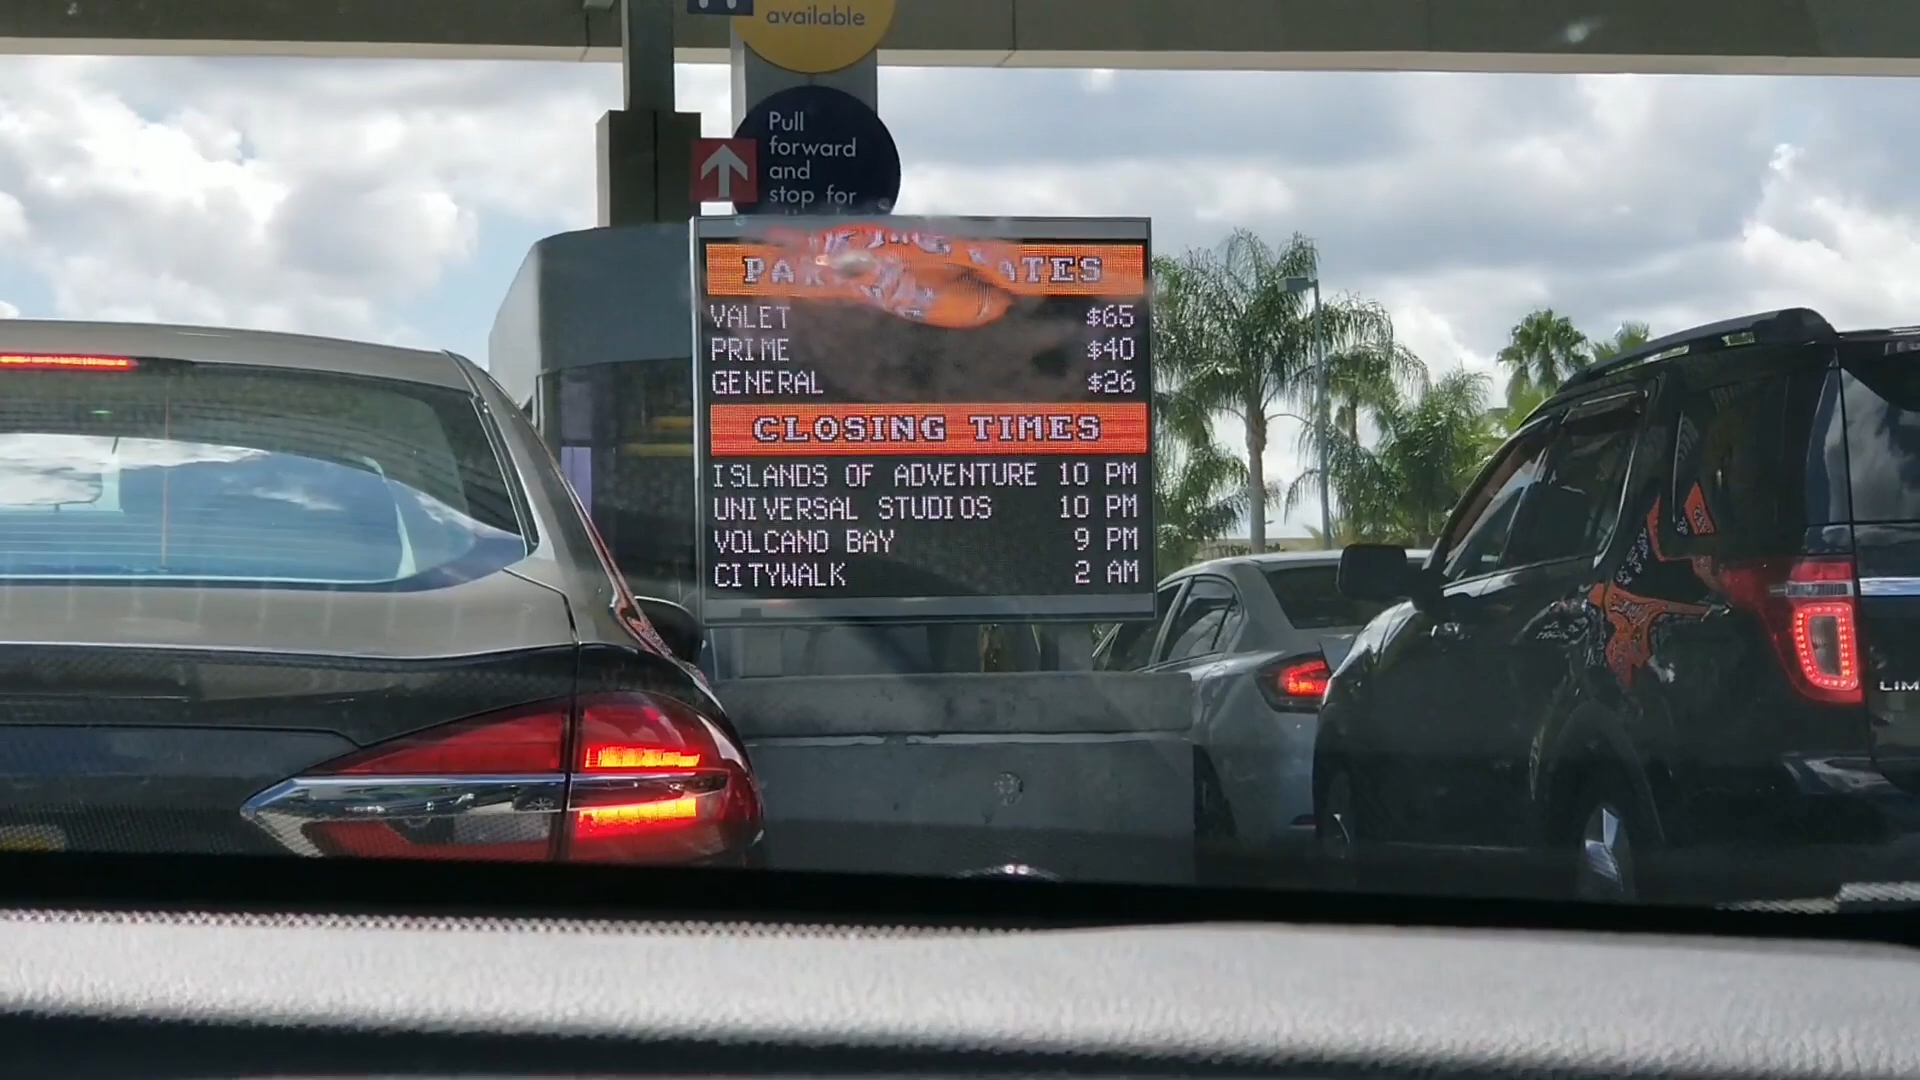 available
Pull
forward
and
stop for
VALET $65
PRIME $40
GENERAL $26
CLOSING TIMES
ISLANDS OF ADVENTURE 10 PM
UNIVERSAL STUDIOS 10 PM
VOLCANO BAY 9 PM
CITYWALK 2 AM
LIM